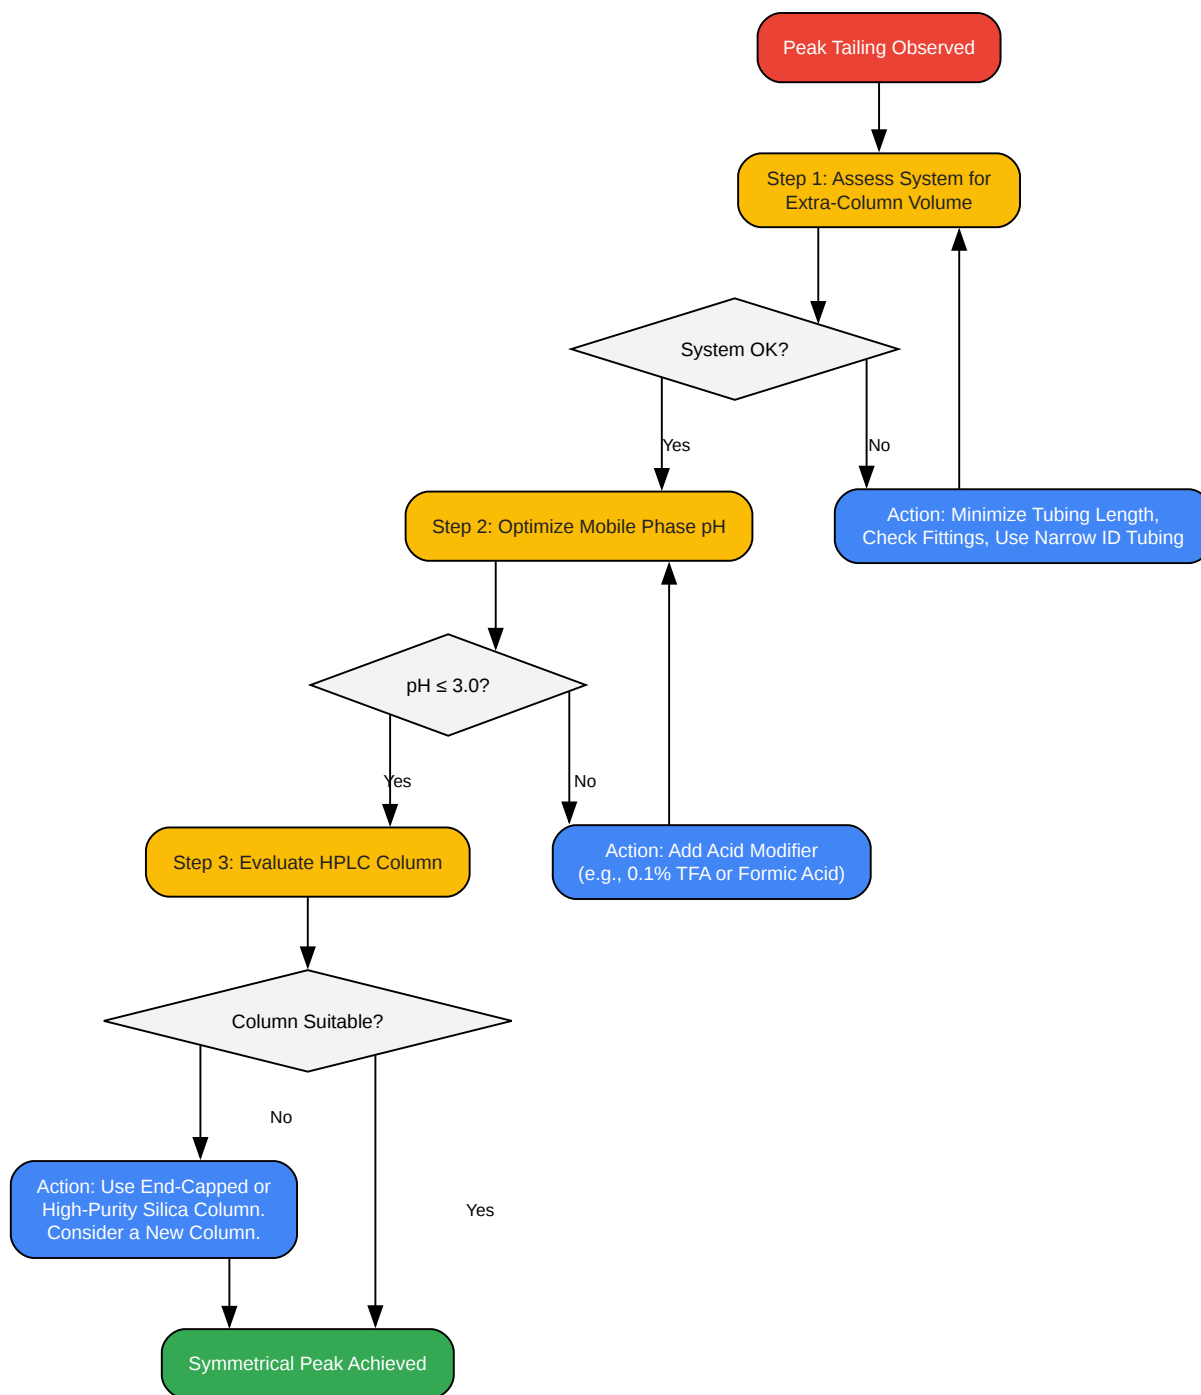 Peak Tailing Observed
Step 1: Assess System for
Extra-Column Volume
System OK?
Yes
No
Step 2: Optimize Mobile Phase pH
Action: Minimize Tubing Length,
Check Fittings, Use Narrow ID Tubing
pH ≤ 3.0?
Yes
No
Step 3: Evaluate HPLC Column
Action: Add Acid Modifier
(e.g., 0.1% TFA or Formic Acid)
Column Suitable?
No
Action: Use End-Capped or
High-Purity Silica Column.
Consider a New Column.
Yes
Symmetrical Peak Achieved